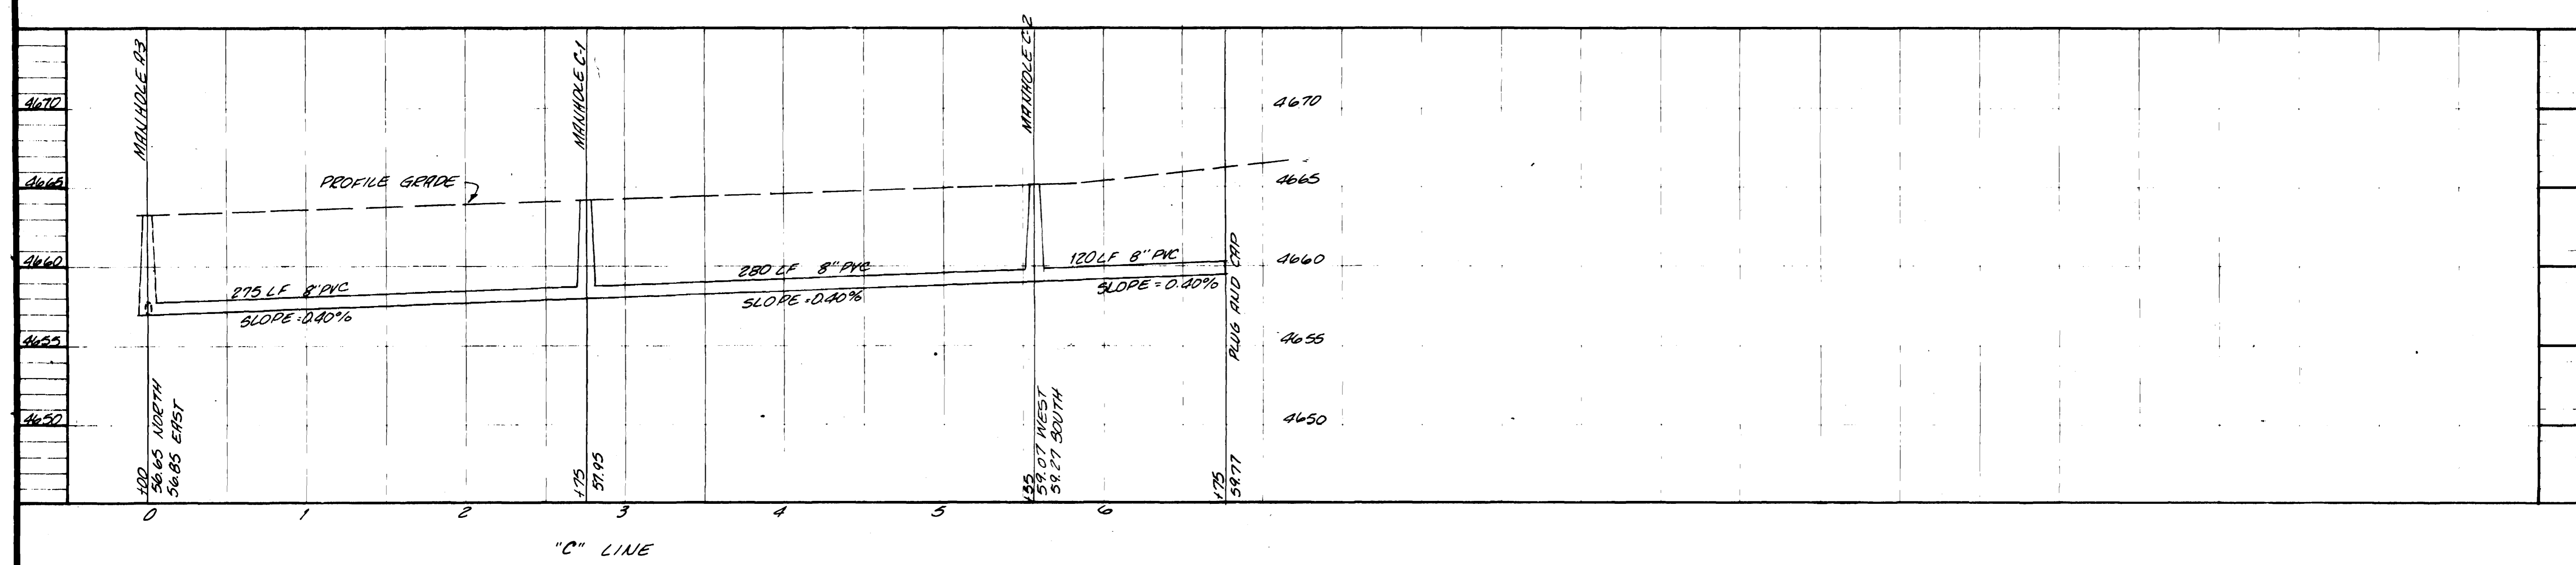 MANHOLE A-3
MANHOLE C-1
MANHOLE C-2
4670
4670
4665
PROFILE GRADE
4665
4660
275 LF 8" PVC
SLOPE = 0.40%
280 LF 8" PVC
SLOPE = 0.40%
120 LF 8" PVC
SLOPE = 0.40%
PLUG AND CAP
4660
4655
4655
4650
4650
+00
56.65 NORTH
56.85 EAST
+75
57.95
+55
59.07 WEST
59.27 SOUTH
+75
59.77
0 1 2 3 4 5 6
"C" LINE